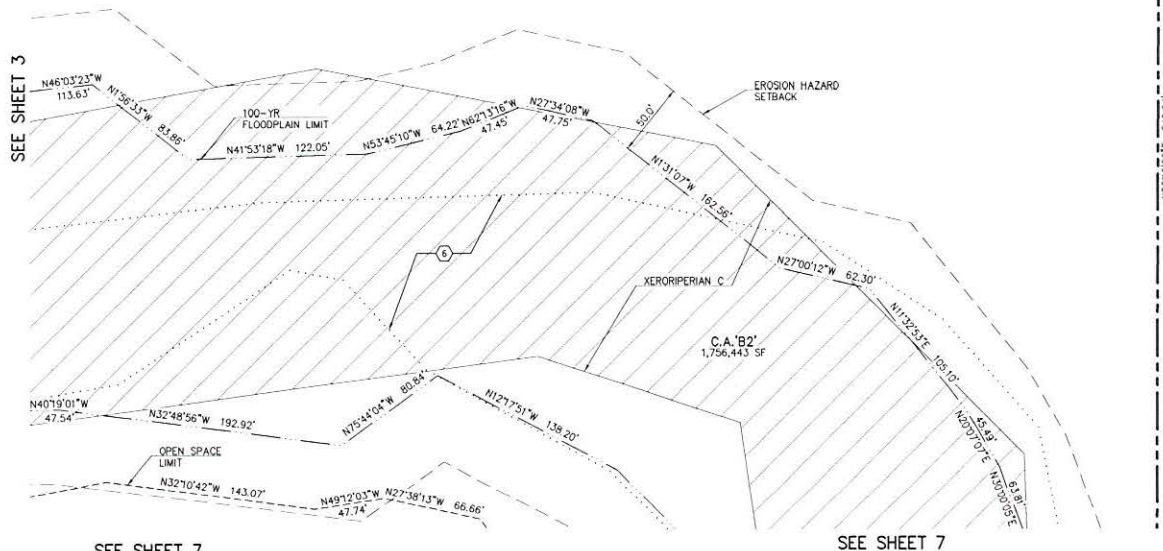 SEE SHEET 3
N46°03'23"W
113.63'
N1°56'33"W 83.86'
100-YR
FLOODPLAIN LIMIT
N41°53'18"W 122.05'
N53°45'10"W 64.22'
N62°13'16"W
47.45'
N27°34'08"W
47.75'
50.0'
EROSION HAZARD
SETBACK
N1°31'07"W 162.56'
6
XERORIPERIAN C
N27°00'12"W 62.30'
C.A.'B2'
1,756,443 SF
N11°32'53"E 105.10'
45.49'
N20°07'07"E
63.81'
N30°00'05"E
N40°19'01"W
47.54'
N32°48'56"W 192.92'
N75°44'04"W 80.84'
N12°17'51"W 138.20'
OPEN SPACE
LIMIT
N32°10'42"W 143.07'
N49°12'03"W
47.74'
N27°38'13"W 66.66'
SEE SHEET 7
SEE SHEET 7